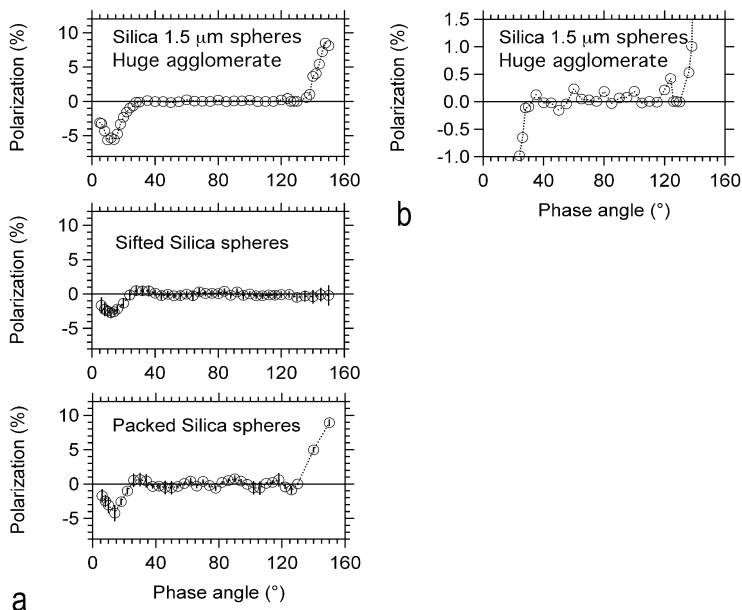 Polarization (%)
10
5
0
-5
Silica 1.5 μm spheres
Huge agglomerate
0
40
80
120
160
Polarization (%)
10
5
0
-5
Sifted Silica spheres
0
40
80
120
160
Polarization (%)
10
5
0
-5
Packed Silica spheres
0
40
80
120
160
Phase angle (°)
a
Polarization (%)
1.5
1.0
0.5
0.0
-0.5
-1.0
Silica 1.5 μm spheres
Huge agglomerate
0
40
80
120
160
Phase angle (°)
b